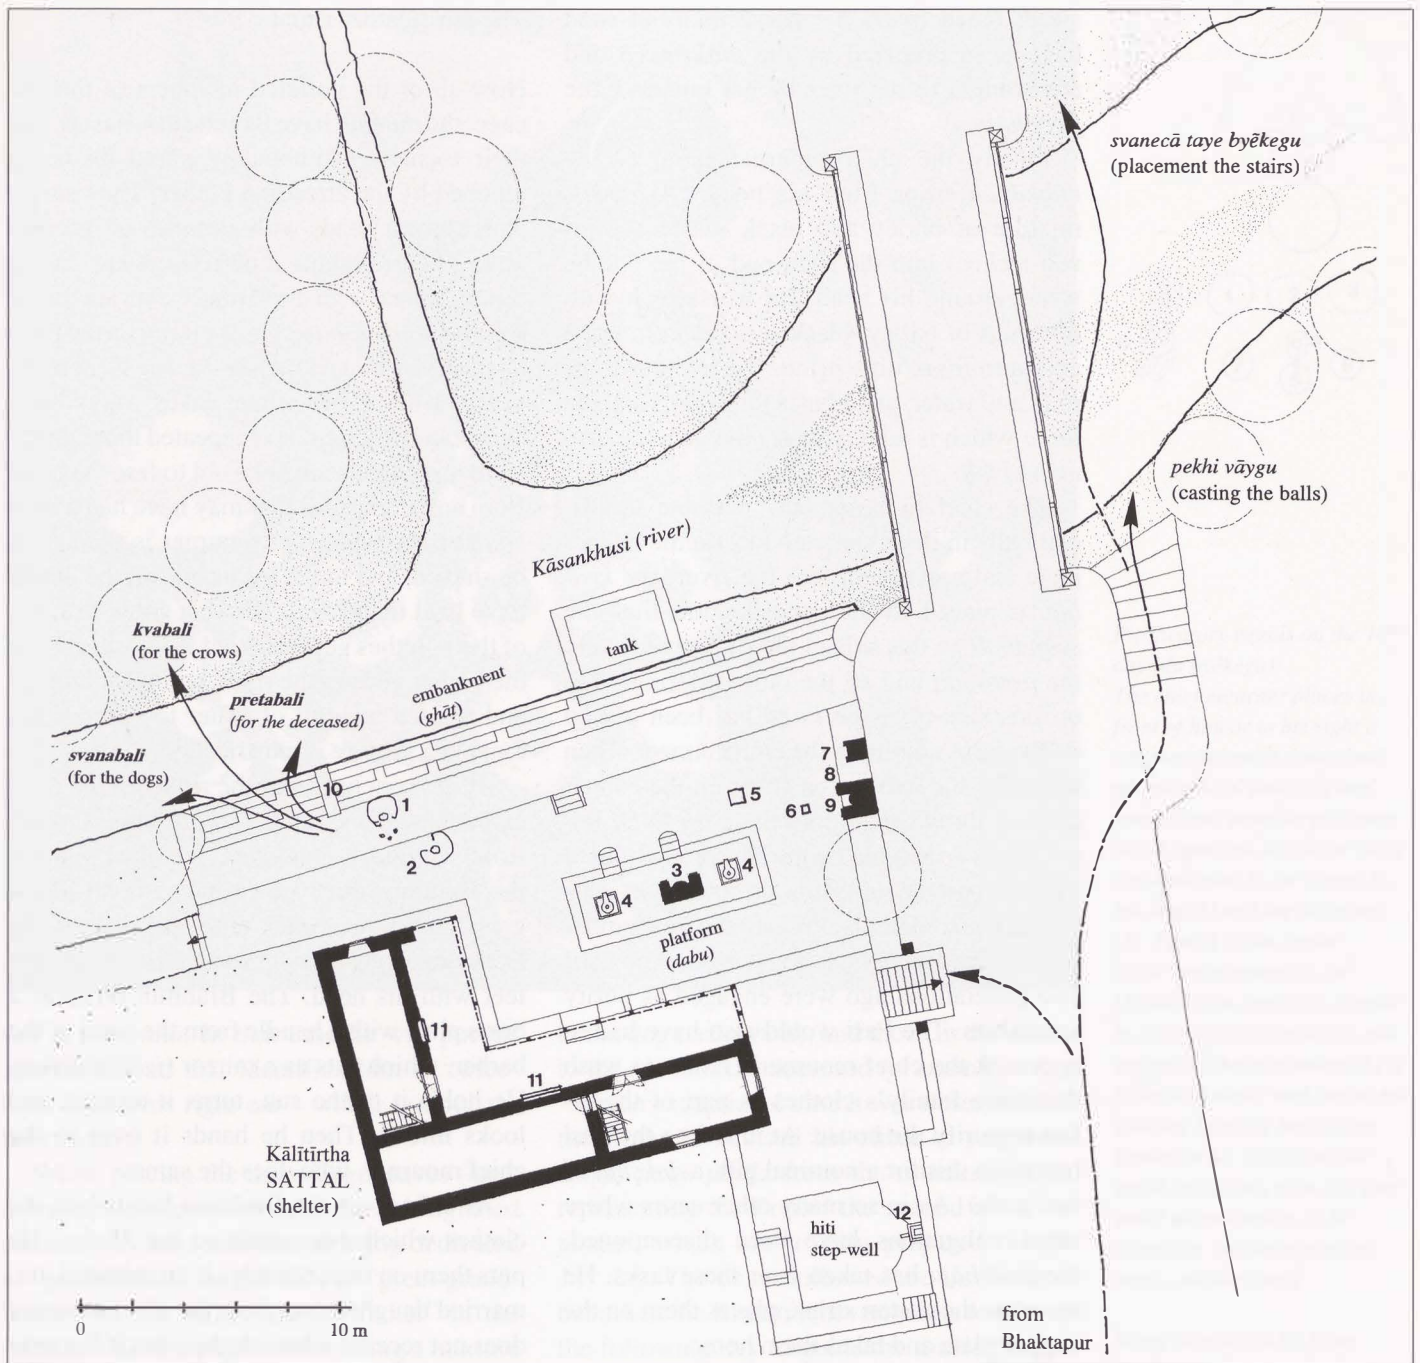 svanecā taye byẽkegu
(placement the stairs)
pekhi vāygu
(casting the balls)
Kāsankhusi (river)
tank
embankment
(ghāṭ)
kvabali
(for the crows)
pretabali
(for the deceased)
svanabali
(for the dogs)
10
1
2
7
8
9
5
6
3
4
4
platform
(dabu)
11
11
Kālītīrtha
SATTAL
(shelter)
hiti
step-well
12
0
10 m
from
Bhaktapur